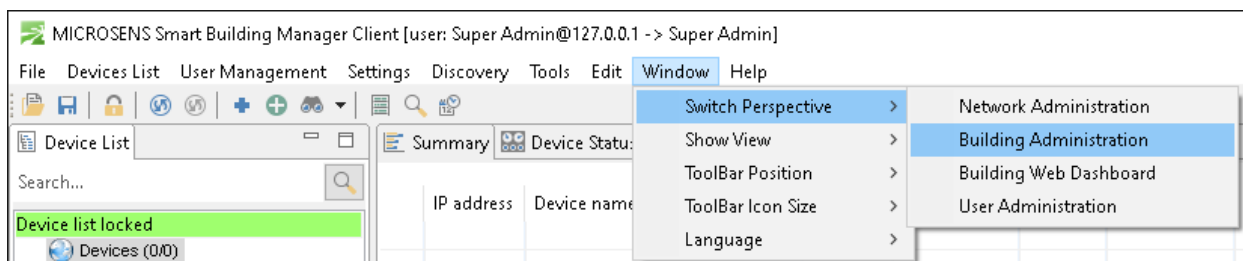 MICROSENS Smart Building Manager Client [user: Super Admin@127.0.0.1 -> Super Admin]
File Devices List User Management Settings Discovery Tools Edit Window Help
Switch Perspective > Network Administration
Device List Summary Device Statu Show View > Building Administration
Search... ToolBar Position > Building Web Dashboard
IP address Device name ToolBar Icon Size > User Administration
Device list locked
Language >
Devices (0/0)